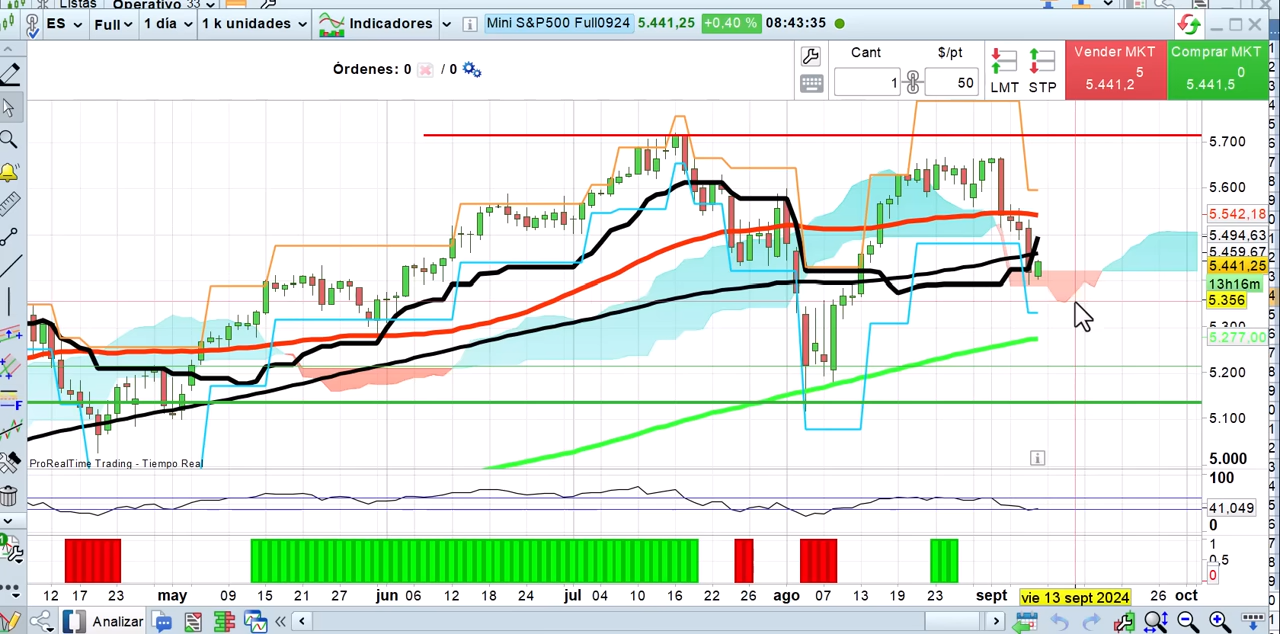 Listas Operativo 33
ES Full 1 día 1 k unidades Indicadores Mini S&P500 Full0924 5.441,25 +0,40 % 08:43:35
Órdenes: 0 / 0
Cant $/pt
1 50
LMT STP
Vender MKT
5.441,2 5
Comprar MKT
5.441,5 0
5.700
5.600
5.542,18
5.494,63
5.459,67
5.441,25
13h16m
5.356
5.300
5.277,00
5.200
5.100
5.000
ProRealTime Trading - Tiempo Real
100
41,049
0
1
0,5
0
12 17 23 may 09 15 24 jun 06 12 18 24 jul 04 10 16 22 ago 07 13 19 23 sept vie 13 sept 2024 26 oct
Analizar